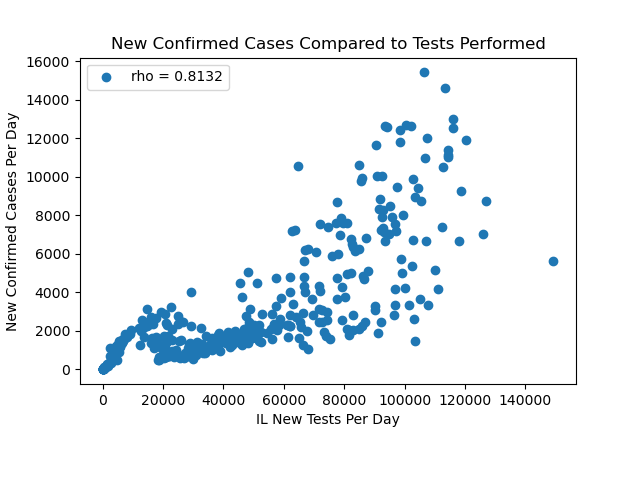 New Confirmed Cases Compared to Tests Performed
rho = 0.8132
New Confirmed Caeses Per Day
16000
14000
12000
10000
8000
6000
4000
2000
0
0 20000 40000 60000 80000 100000 120000 140000
IL New Tests Per Day